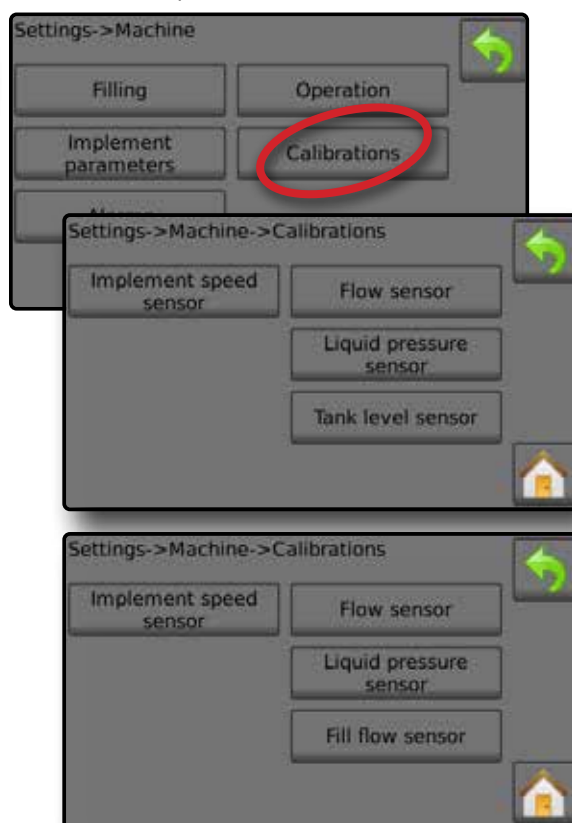 Settings->Machine
Filling
Operation
Implement
parameters
Calibrations
Settings->Machine->Calibrations
Implement speed
sensor
Flow sensor
Liquid pressure
sensor
Tank level sensor
Settings->Machine->Calibrations
Implement speed
sensor
Flow sensor
Liquid pressure
sensor
Fill flow sensor